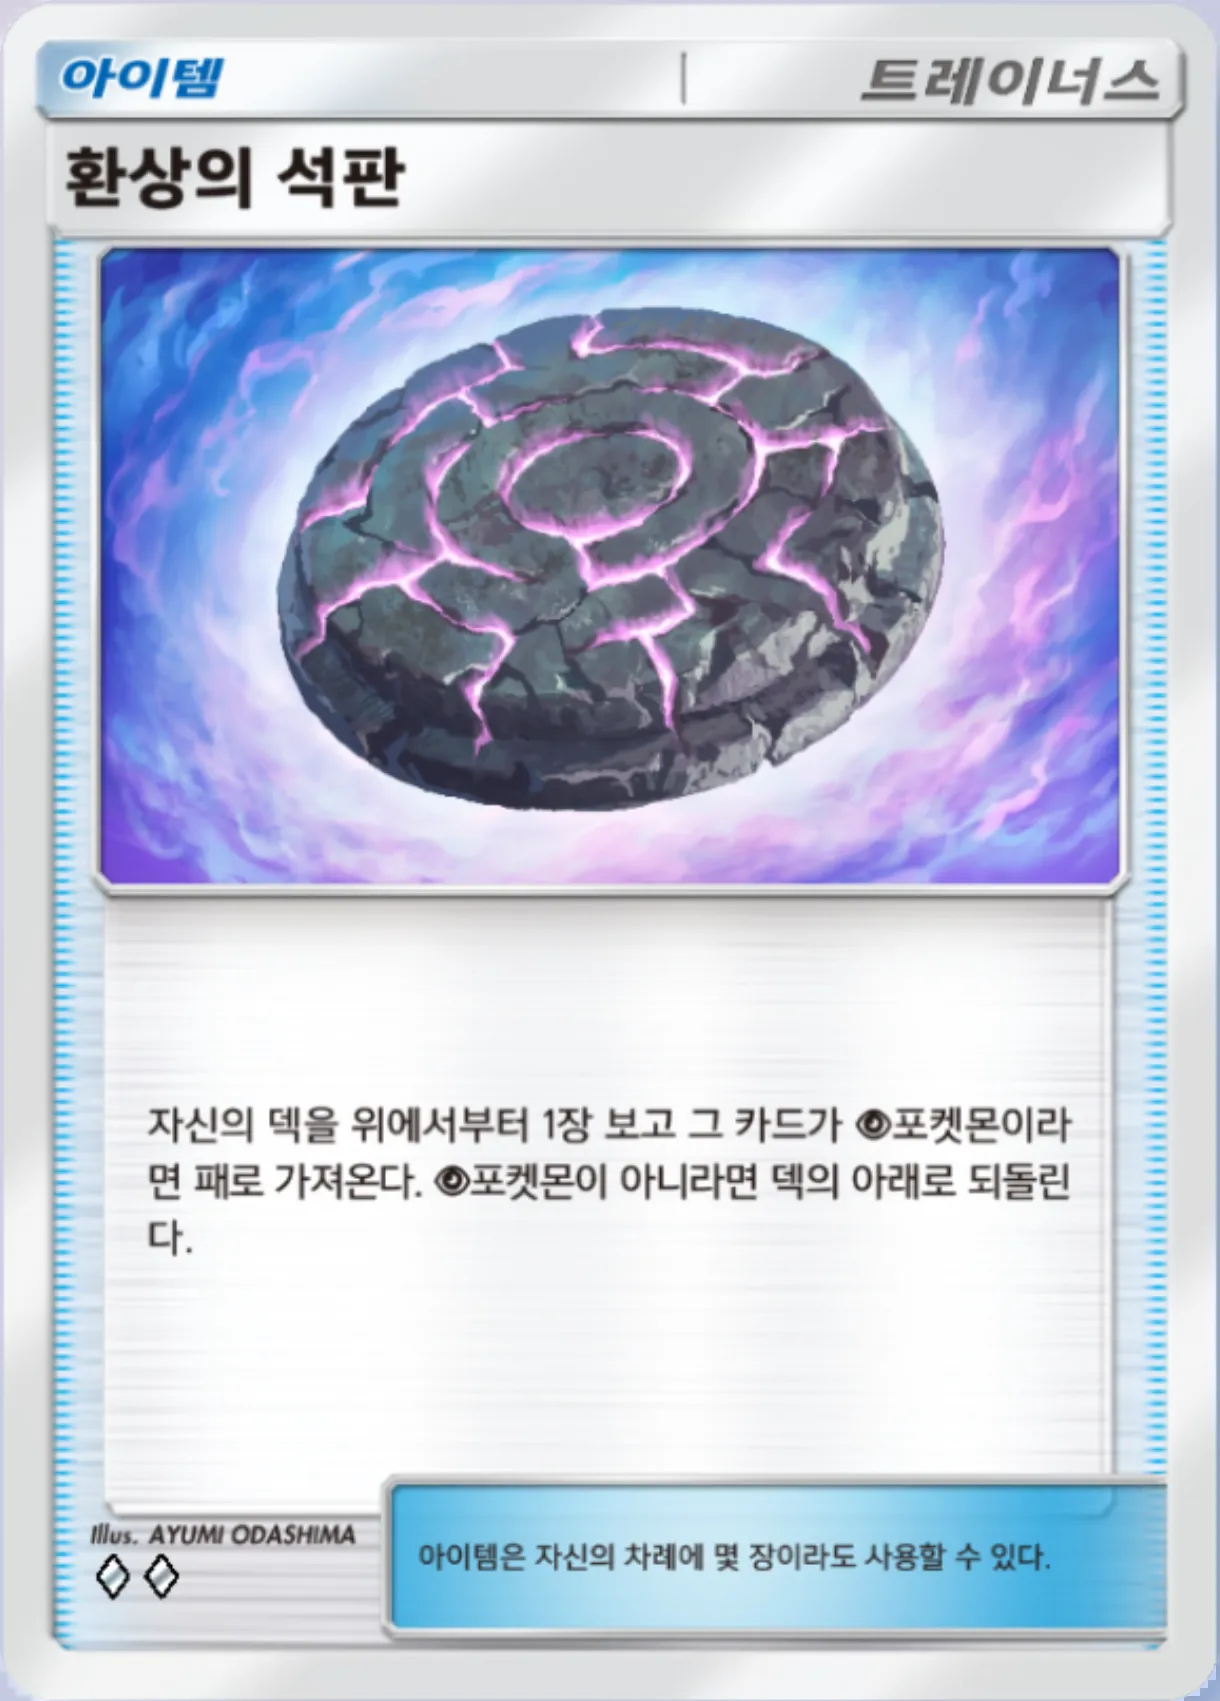 아이템
트레이너스
환상의 석판
자신의 덱을 위에서부터 1장 보고 그 카드가 포켓몬이라
면 패로 가져온다. 포켓몬이 아니라면 덱의 아래로 되돌린
다.
Illus. AYUMI ODASHIMA
아이템은 자신의 차례에 몇 장이라도 사용할 수 있다.